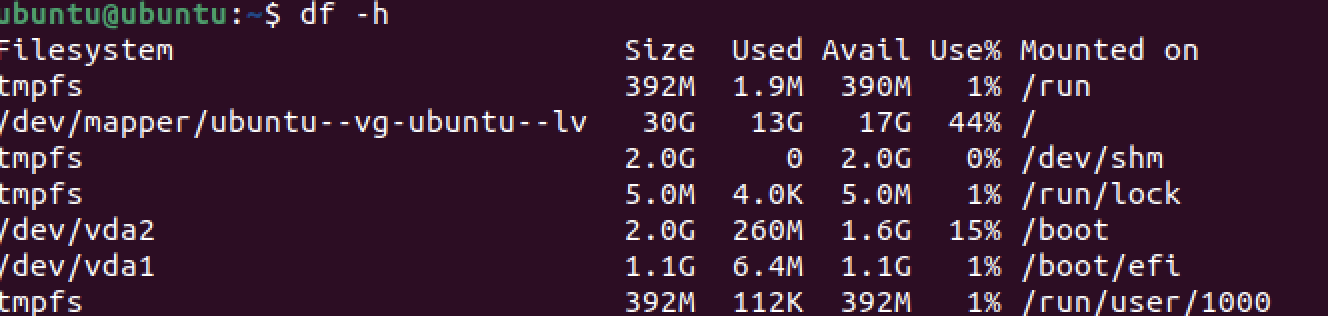 ubuntu@ubuntu:~$ df -h
Filesystem Size Used Avail Use% Mounted on
tmpfs 392M 1.9M 390M 1% /run
/dev/mapper/ubuntu--vg-ubuntu--lv 30G 13G 17G 44% /
tmpfs 2.0G 0 2.0G 0% /dev/shm
tmpfs 5.0M 4.0K 5.0M 1% /run/lock
/dev/vda2 2.0G 260M 1.6G 15% /boot
/dev/vda1 1.1G 6.4M 1.1G 1% /boot/efi
tmpfs 392M 112K 392M 1% /run/user/1000